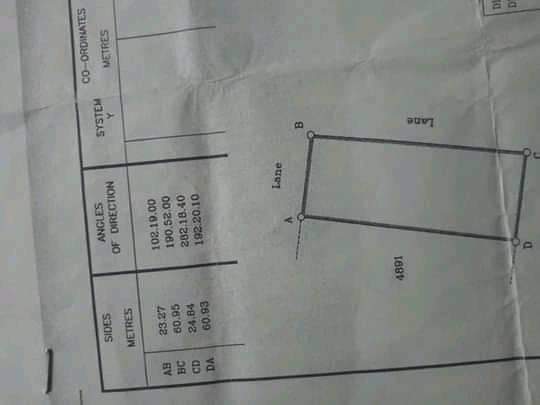 SIDES ANGLES CO-ORDINATES
METRES OF DIRECTION SYSTEM
Y METRES
AB 23.27 102.19.00
BC 60.95 190.52.00
CD 24.84 282.18.40
DA 60.93 192.20.10
Lane
A B
Lane
4891
D C